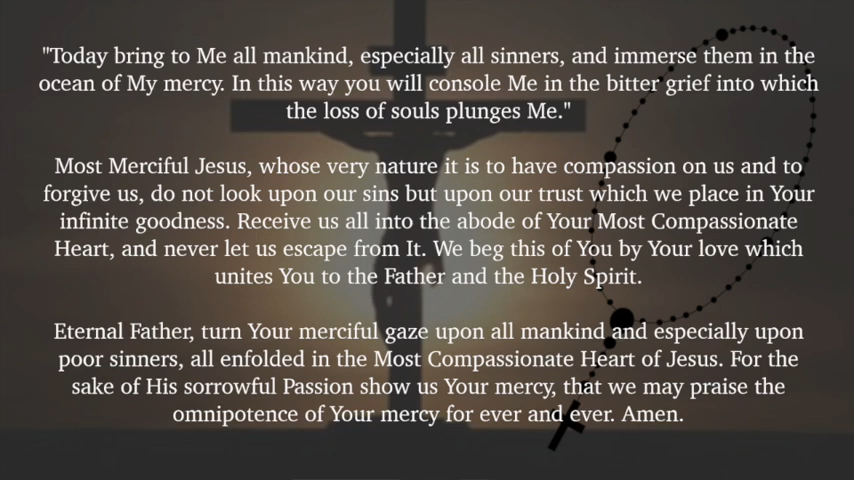 "Today bring to Me all mankind, especially all sinners, and immerse them in the
ocean of My mercy. In this way you will console Me in the bitter grief into which
the loss of souls plunges Me."
Most Merciful Jesus, whose very nature it is to have compassion on us and to
forgive us, do not look upon our sins but upon our trust which we place in Your
infinite goodness. Receive us all into the abode of Your Most Compassionate
Heart, and never let us escape from It. We beg this of You by Your love which
unites You to the Father and the Holy Spirit.
Eternal Father, turn Your merciful gaze upon all mankind and especially upon
poor sinners, all enfolded in the Most Compassionate Heart of Jesus. For the
sake of His sorrowful Passion show us Your mercy, that we may praise the
omnipotence of Your mercy for ever and ever. Amen.